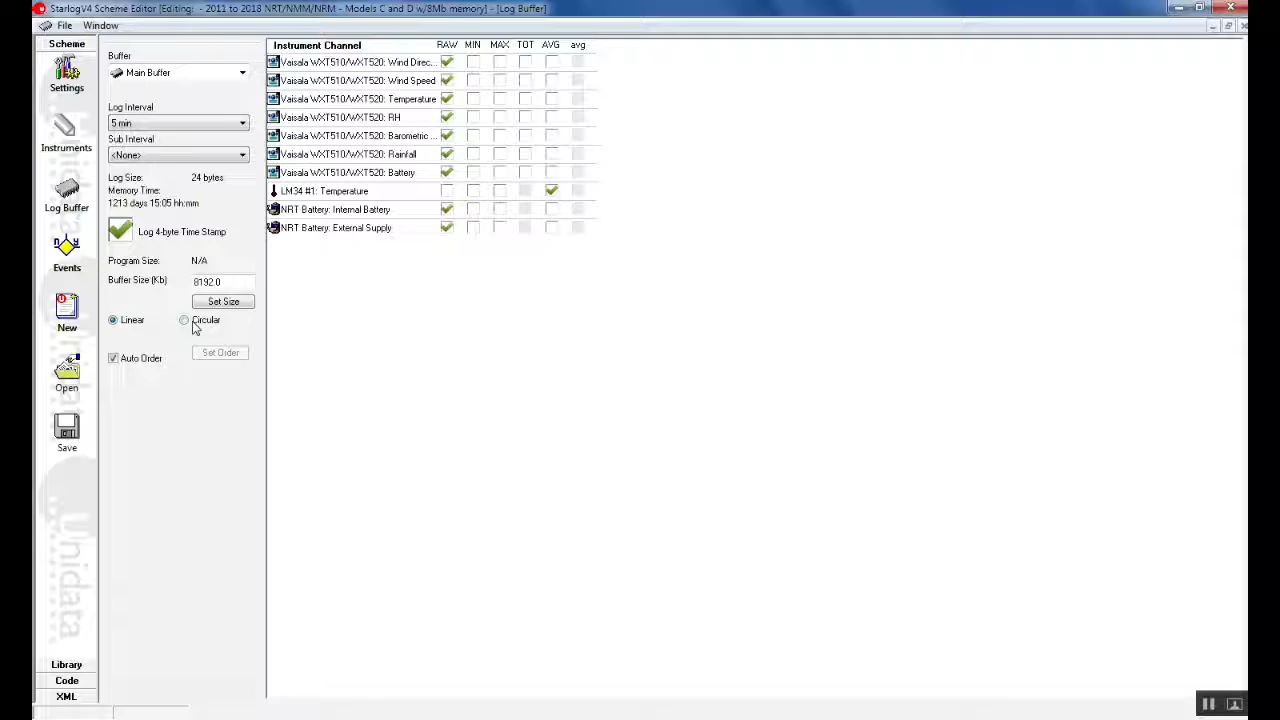 StarlogV4 Scheme Editor [Editing: - 2011 to 2018 NRT/NMM/NRM - Models C and D w/8Mb memory] - [Log Buffer]
File Window
Scheme
Settings
Instruments
Log Buffer
Events
New
Open
Save
Library
Code
XML
Unidata
Buffer
Main Buffer
Log Interval
5 min
Sub Interval
<None>
Log Size: 24 bytes
Memory Time:
1213 days 15:05 hh:mm
4-byte Time Stamp
Program Size: N/A
Buffer Size (Kb) 8192.0
Set Size
Linear Circular
Auto Order Set Order
Instrument Channel RAW MIN MAX TOT AVG avg
Vaisala WXT510/WXT520: Wind Direc...
Vaisala WXT510/WXT520: Wind Speed
Vaisala WXT510/WXT520: Temperature
Vaisala WXT510/WXT520: RH
Vaisala WXT510/WXT520: Barometric ...
Vaisala WXT510/WXT520: Rainfall
Vaisala WXT510/WXT520: Battery
LM34 #1: Temperature
NRT Battery: Internal Battery
NRT Battery: External Supply